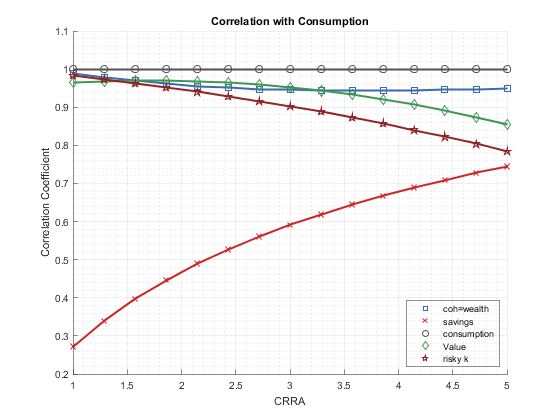 Correlation with Consumption
1.1
1
0.9
0.8
0.7
0.6
0.5
0.4
0.3
0.2
Correlation Coefficient
1
1.5
2
2.5
3
3.5
4
4.5
5
CRRA
coh=wealth
savings
consumption
Value
risky k